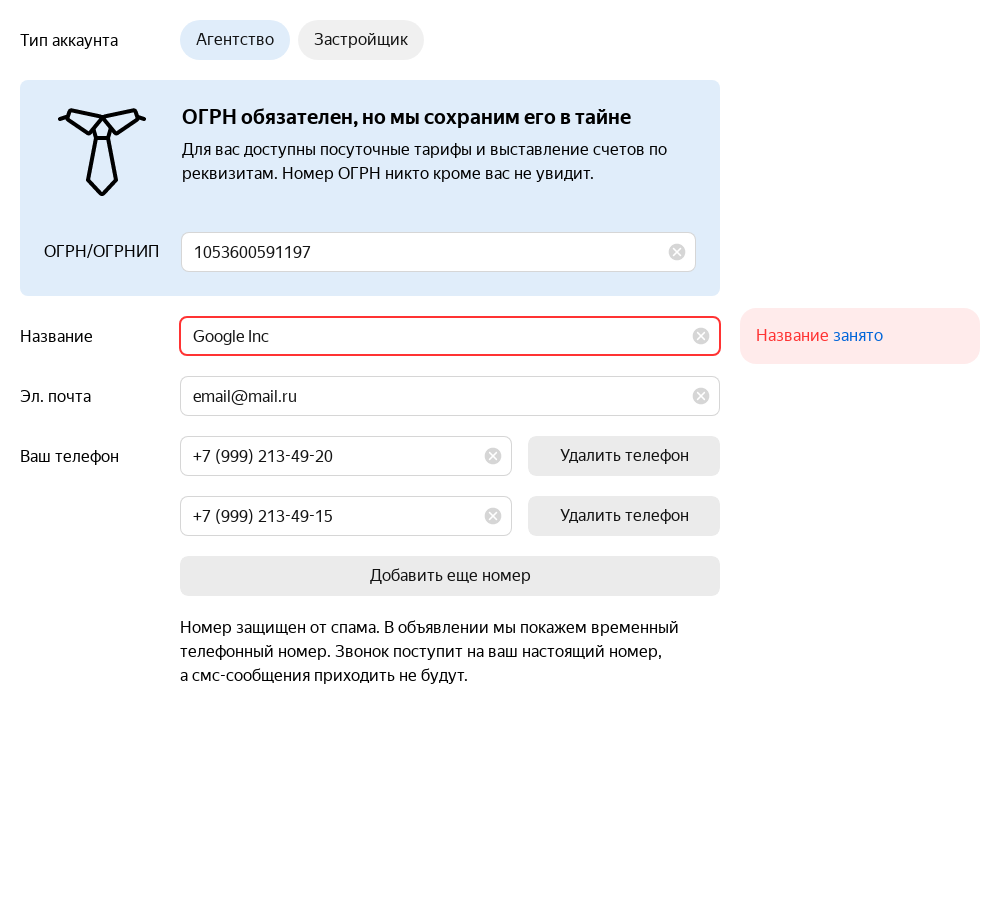 Тип аккаунта
Агентство
Застройщик
ОГРН обязателен, но мы сохраним его в тайне
Для вас доступны посуточные тарифы и выставление счетов по
реквизитам. Номер ОГРН никто кроме вас не увидит.
ОГРН/ОГРНИП
1053600591197
Название
Google Inc
Название занято
Эл. почта
email@mail.ru
Ваш телефон
+7 (999) 213-49-20
Удалить телефон
+7 (999) 213-49-15
Удалить телефон
Добавить еще номер
Номер защищен от спама. В объявлении мы покажем временный
телефонный номер. Звонок поступит на ваш настоящий номер,
а смс-сообщения приходить не будут.